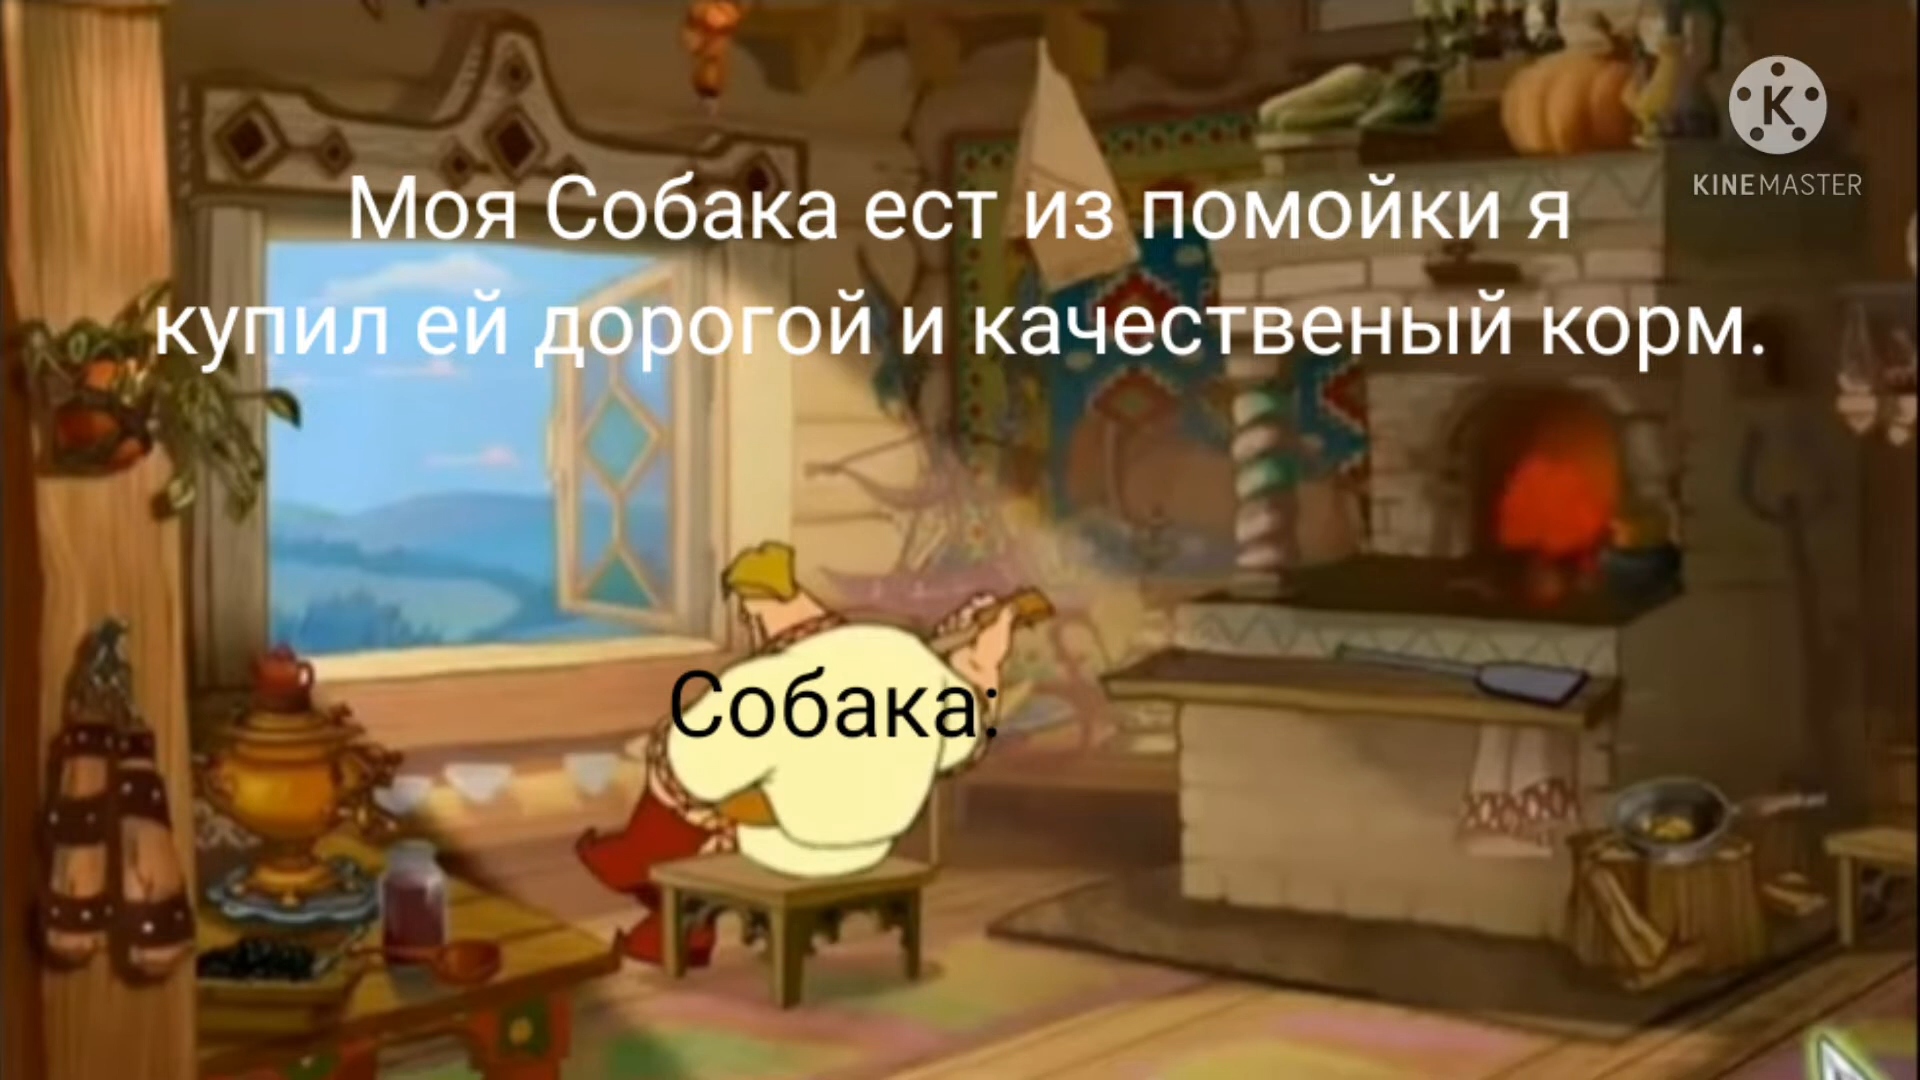 KINEMASTER
Моя Собака ест из помойки я
купил ей дорогой и качественый корм.
Собака: